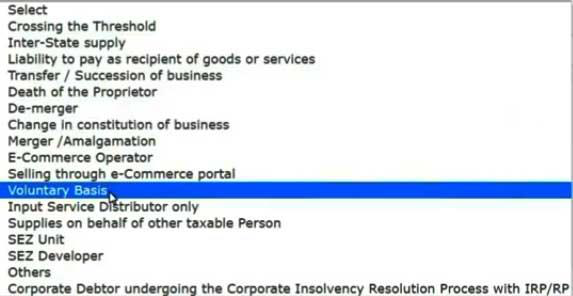 Select
Crossing the Threshold
Inter-State supply
Liability to pay as recipient of goods or services
Transfer / Succession of business
Death of the Proprietor
De-merger
Change in constitution of business
Merger /Amalgamation
E-Commerce Operator
Selling through e-Commerce portal
Voluntary Basis
Input Service Distributor only
Supplies on behalf of other taxable Person
SEZ Unit
SEZ Developer
Others
Corporate Debtor undergoing the Corporate Insolvency Resolution Process with IRP/RP